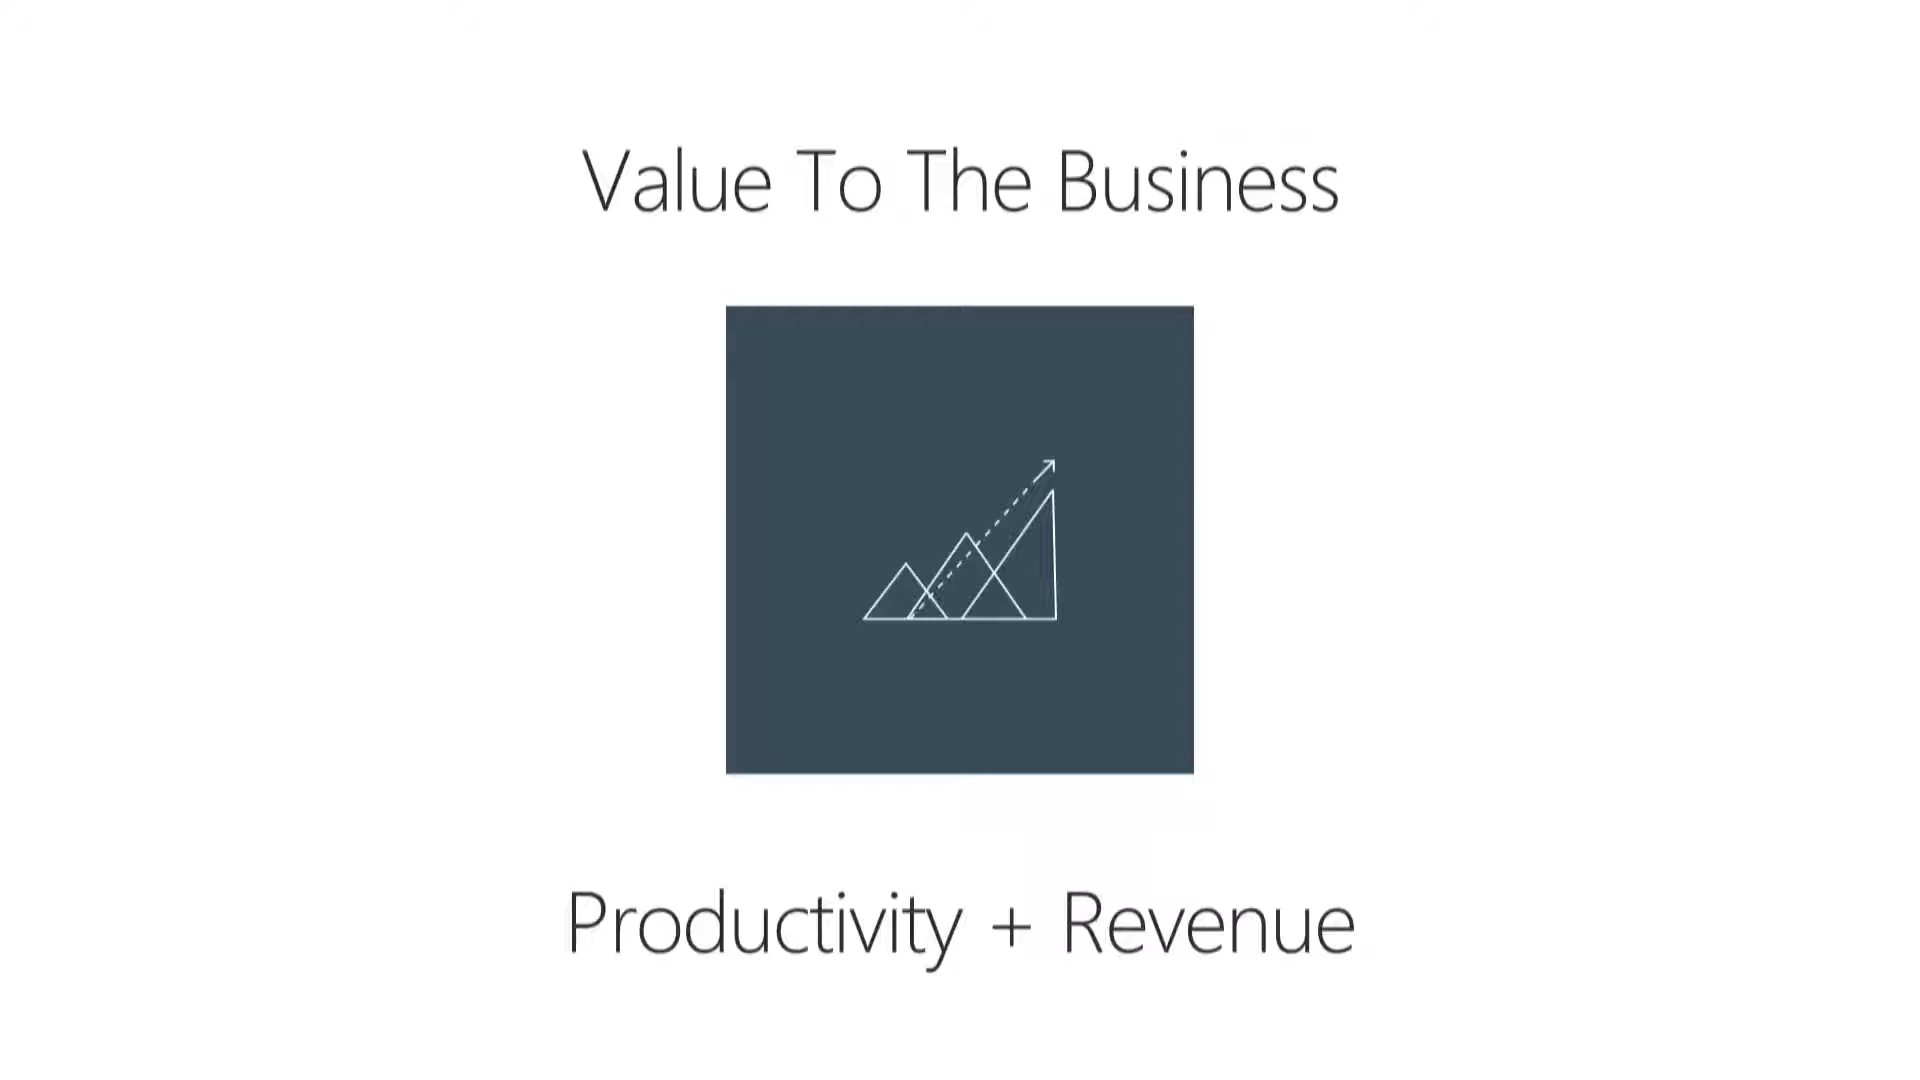 Value To The Business
Productivity + Revenue